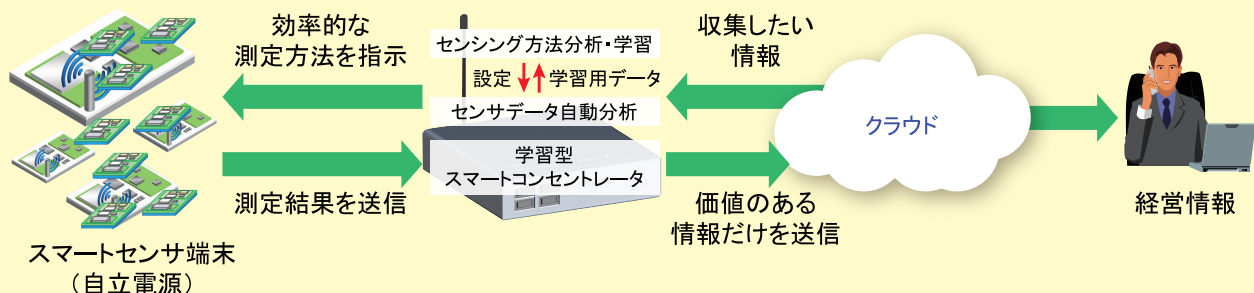 効率的な
測定方法を指示
測定結果を送信
スマートセンサ端末
（自立電源）
センシング方法分析・学習
設定
学習用データ
センサデータ自動分析
学習型
スマートコンセントレータ
収集したい
情報
価値のある
情報だけを送信
クラウド
経営情報